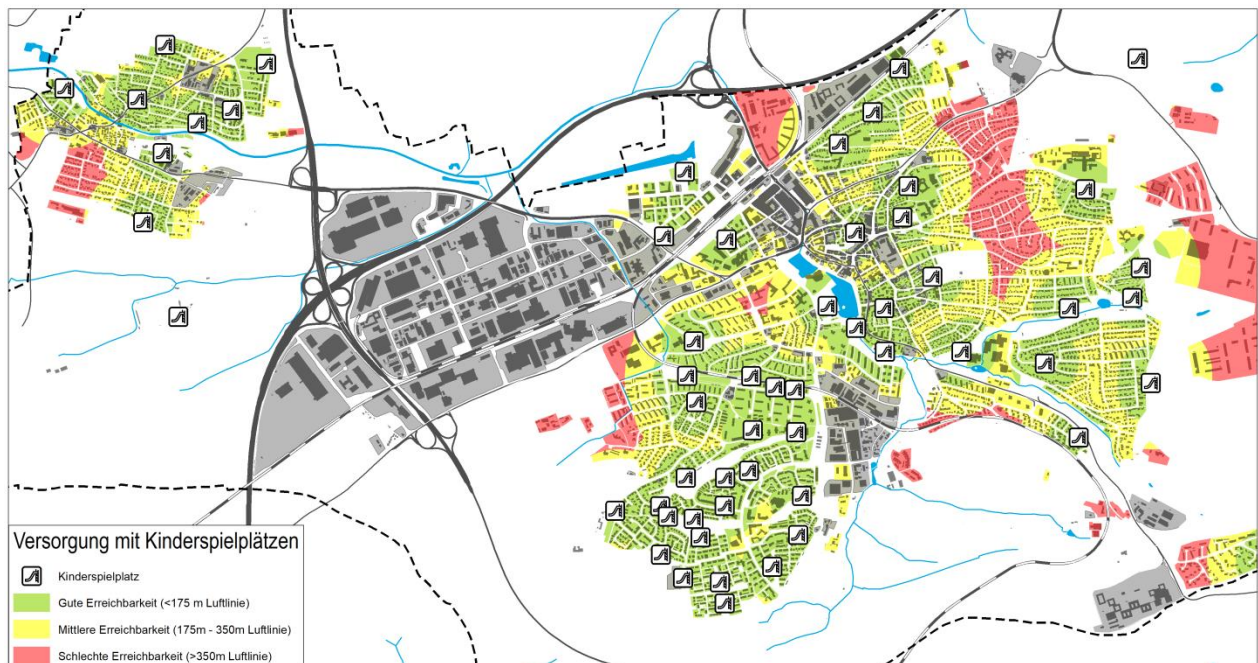 Versorgung mit Kinderspielplätzen
Kinderspielplatz
Gute Erreichbarkeit (<175 m Luftlinie)
Mittlere Erreichbarkeit (175m - 350m Luftlinie)
Schlechte Erreichbarkeit (>350m Luftlinie)